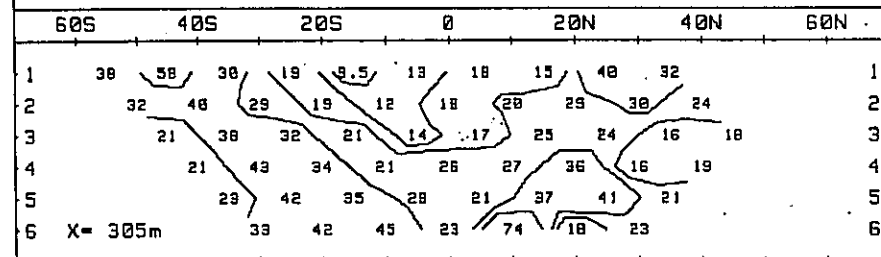 60S 40S 20S 0 20N 40N 60N
1 38 58 30 19 9.5 13 18 15 40 32 1
2 32 46 29 19 12 18 20 29 30 24 2
3 21 38 32 21 14 17 25 24 16 18 3
4 21 43 34 21 26 27 36 16 19 4
5 29 42 35 28 21 37 41 21 5
6 X= 305m 33 42 45 23 74 18 23 6